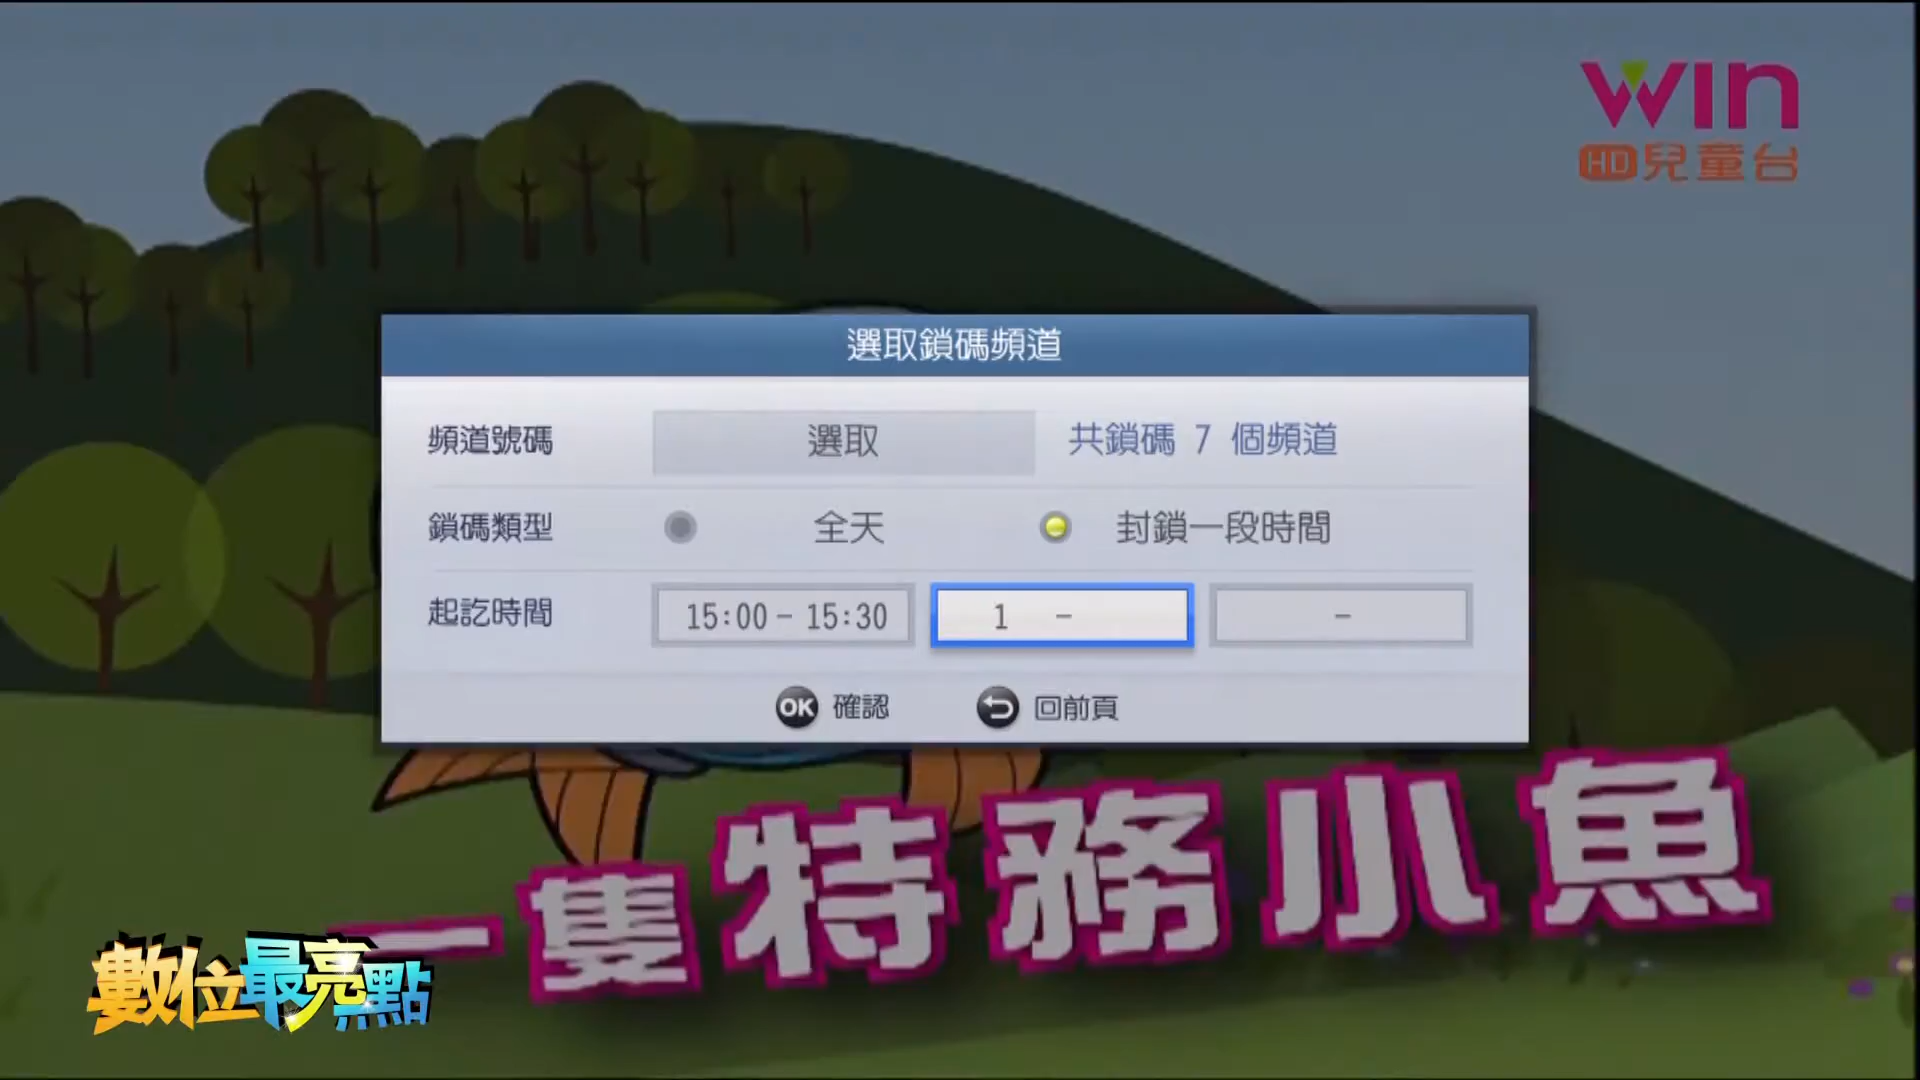 win
HD兒童台
選取鎖碼頻道
頻道號碼 選取 共鎖碼 7 個頻道
鎖碼類型 全天 封鎖一段時間
起訖時間 15:00 - 15:30 1 - -
OK 確認 回前頁
一隻特務小魚
數位最亮點